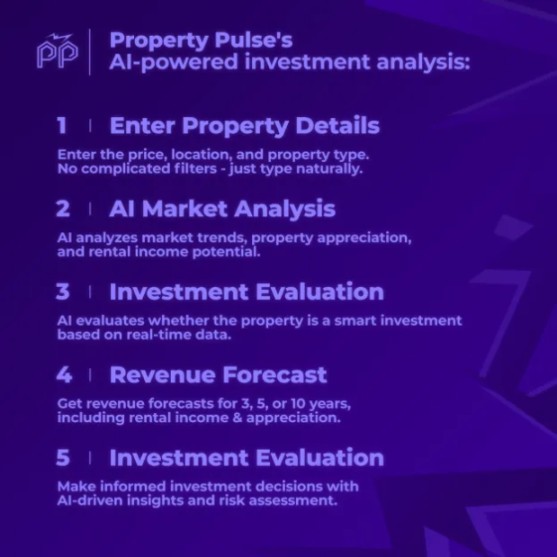 PP
Property Pulse's
AI-powered investment analysis:
1 | Enter Property Details
Enter the price, location, and property type.
No complicated filters - just type naturally.
2 | AI Market Analysis
AI analyzes market trends, property appreciation,
and rental income potential.
3 | Investment Evaluation
AI evaluates whether the property is a smart investment
based on real-time data.
4 | Revenue Forecast
Get revenue forecasts for 3, 5, or 10 years,
including rental income & appreciation.
5 | Investment Evaluation
Make informed investment decisions with
AI-driven insights and risk assessment.